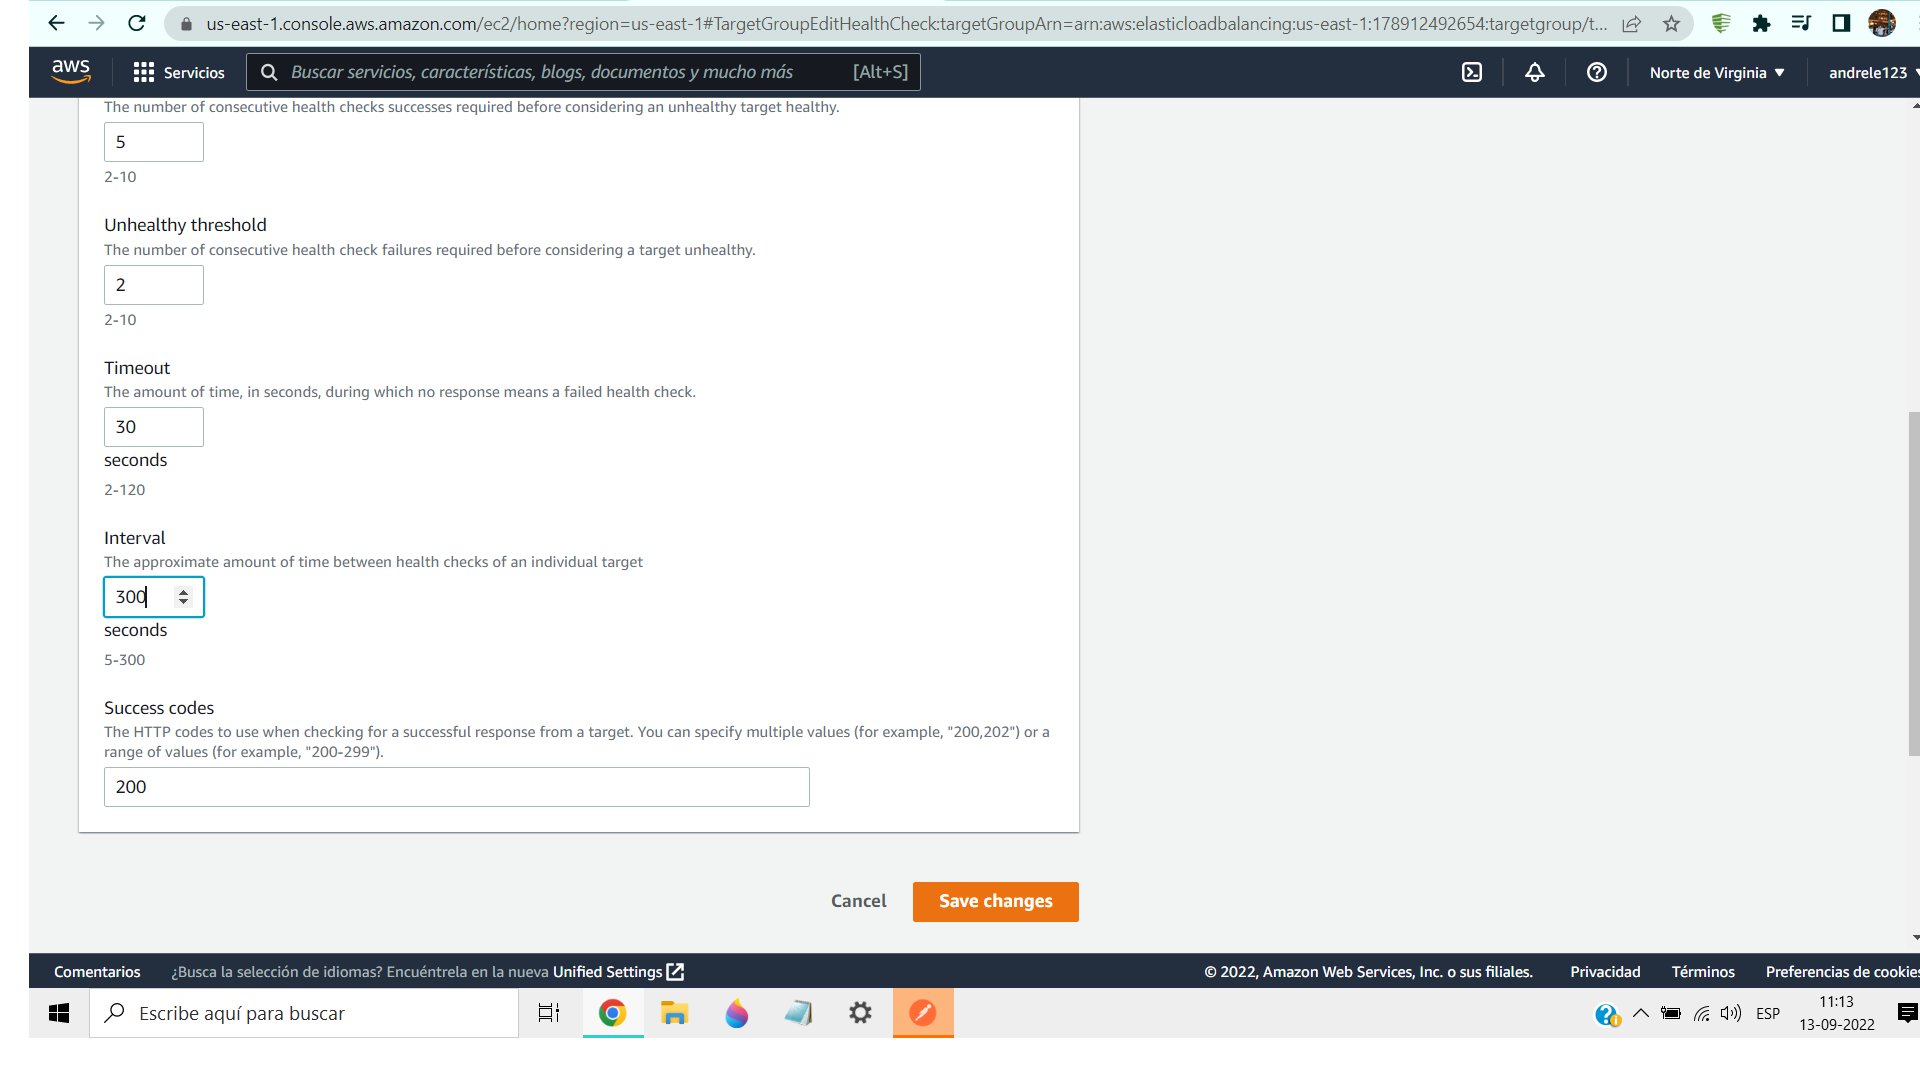 us-east-1.console.aws.amazon.com/ec2/home?region=us-east-1#TargetGroupEditHealthCheck:targetGroupArn=arn:aws:elasticloadbalancing:us-east-1:178912492654:targetgroup/t...
aws Servicios Buscar servicios, características, blogs, documentos y mucho más [Alt+S] Norte de Virginia andrele123
The number of consecutive health checks successes required before considering an unhealthy target healthy.
5
2-10
Unhealthy threshold
The number of consecutive health check failures required before considering a target unhealthy.
2
2-10
Timeout
The amount of time, in seconds, during which no response means a failed health check.
30
seconds
2-120
Interval
The approximate amount of time between health checks of an individual target
300
seconds
5-300
Success codes
The HTTP codes to use when checking for a successful response from a target. You can specify multiple values (for example, "200,202") or a
range of values (for example, "200-299").
200
Cancel Save changes
Comentarios ¿Busca la selección de idiomas? Encuéntrela en la nueva Unified Settings © 2022, Amazon Web Services, Inc. o sus filiales. Privacidad Términos Preferencias de cookies
Escribe aquí para buscar ESP 11:13
13-09-2022